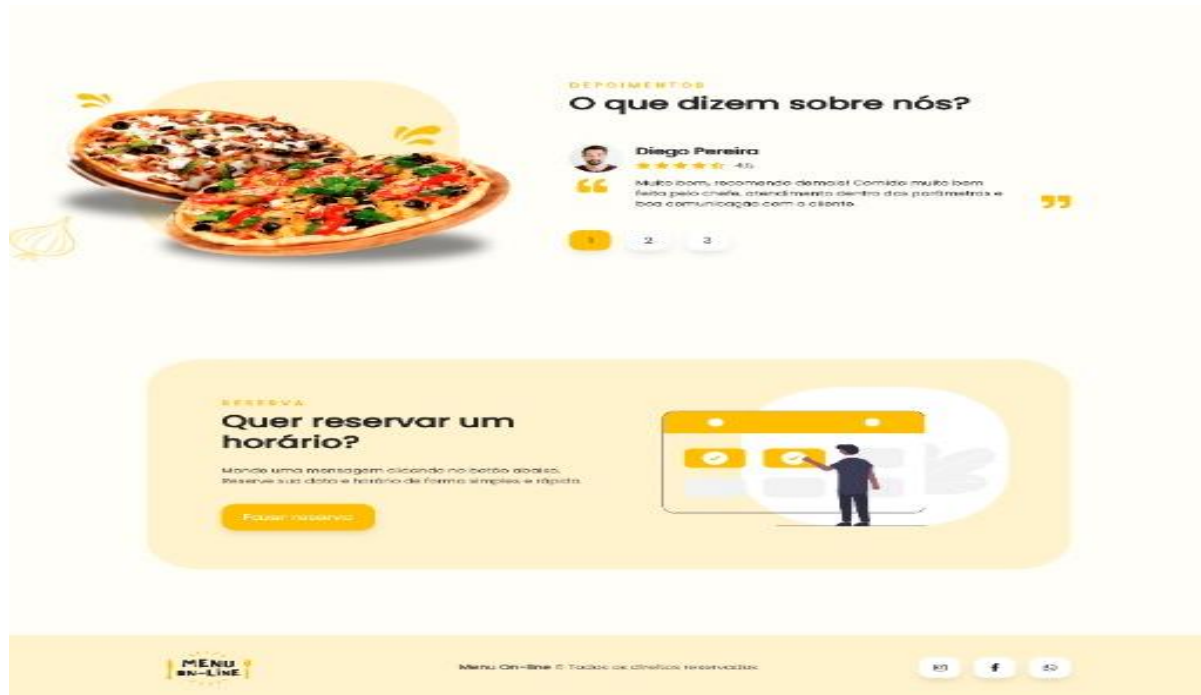 DEPOIMENTOS
O que dizem sobre nós?
Diego Pereira
4.5
Muito bom, recomendo demais! Comida muito bem
feita pelo chefe, atendimento dentro dos parâmetros e
boa comunicação com o cliente.
1 2 3
RESERVA
Quer reservar um
horário?
Mande uma mensagem clicando no botão abaixo.
Reserve sua data e horário de forma simples e rápida.
Fazer reserva
MENU
ON-LINE
Menu On-line © Todos os direitos reservados